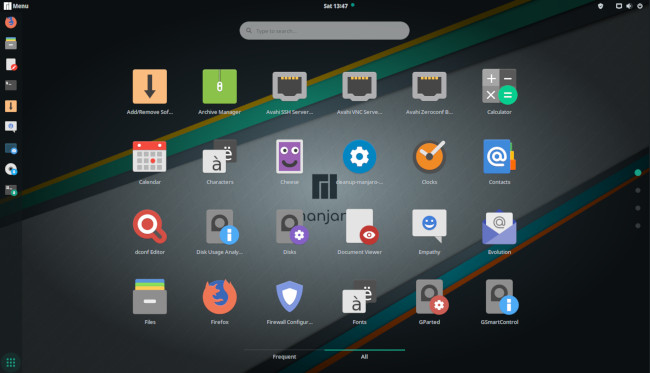 Menu
Sat 13:47
Type to search...
Add/Remove Sof...
Archive Manager
Avahi SSH Server...
Avahi VNC Serve...
Avahi Zeroconf B...
Calculator
Calendar
Characters
Cheese
cleanup-manjaro-...
Clocks
Contacts
manjaro
dconf Editor
Disk Usage Analy...
Disks
Document Viewer
Empathy
Evolution
Files
Firefox
Firewall Configur...
Fonts
GParted
GSmartControl
Frequent
All